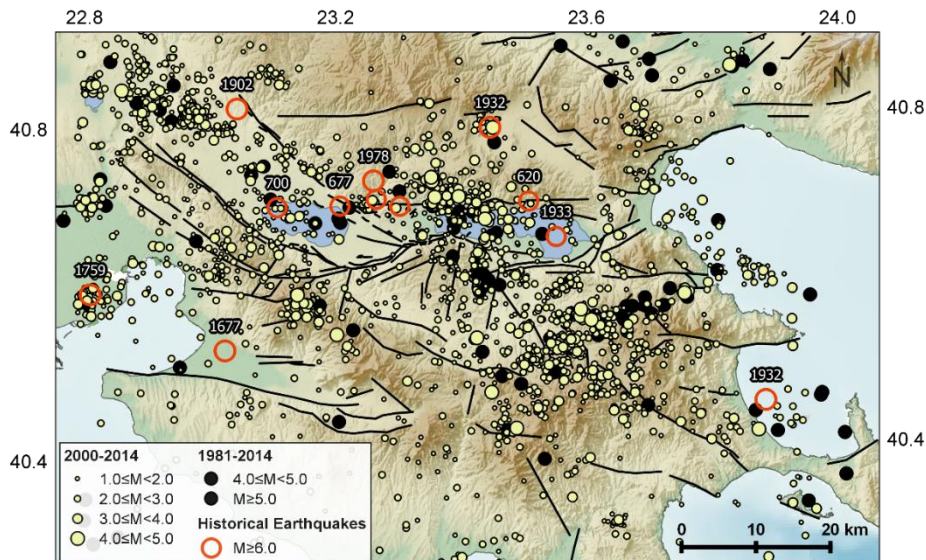 22.8 23.2 23.6 24.0
N
1902
1932
40.8 40.8
1978
700 677 620
1933
1759
1677
1932
40.4 40.4
2000-2014 1981-2014
1.0≤M<2.0 4.0≤M<5.0
2.0≤M<3.0 M≥5.0
3.0≤M<4.0 Historical Earthquakes
4.0≤M<5.0 M≥6.0
0 10 20 km